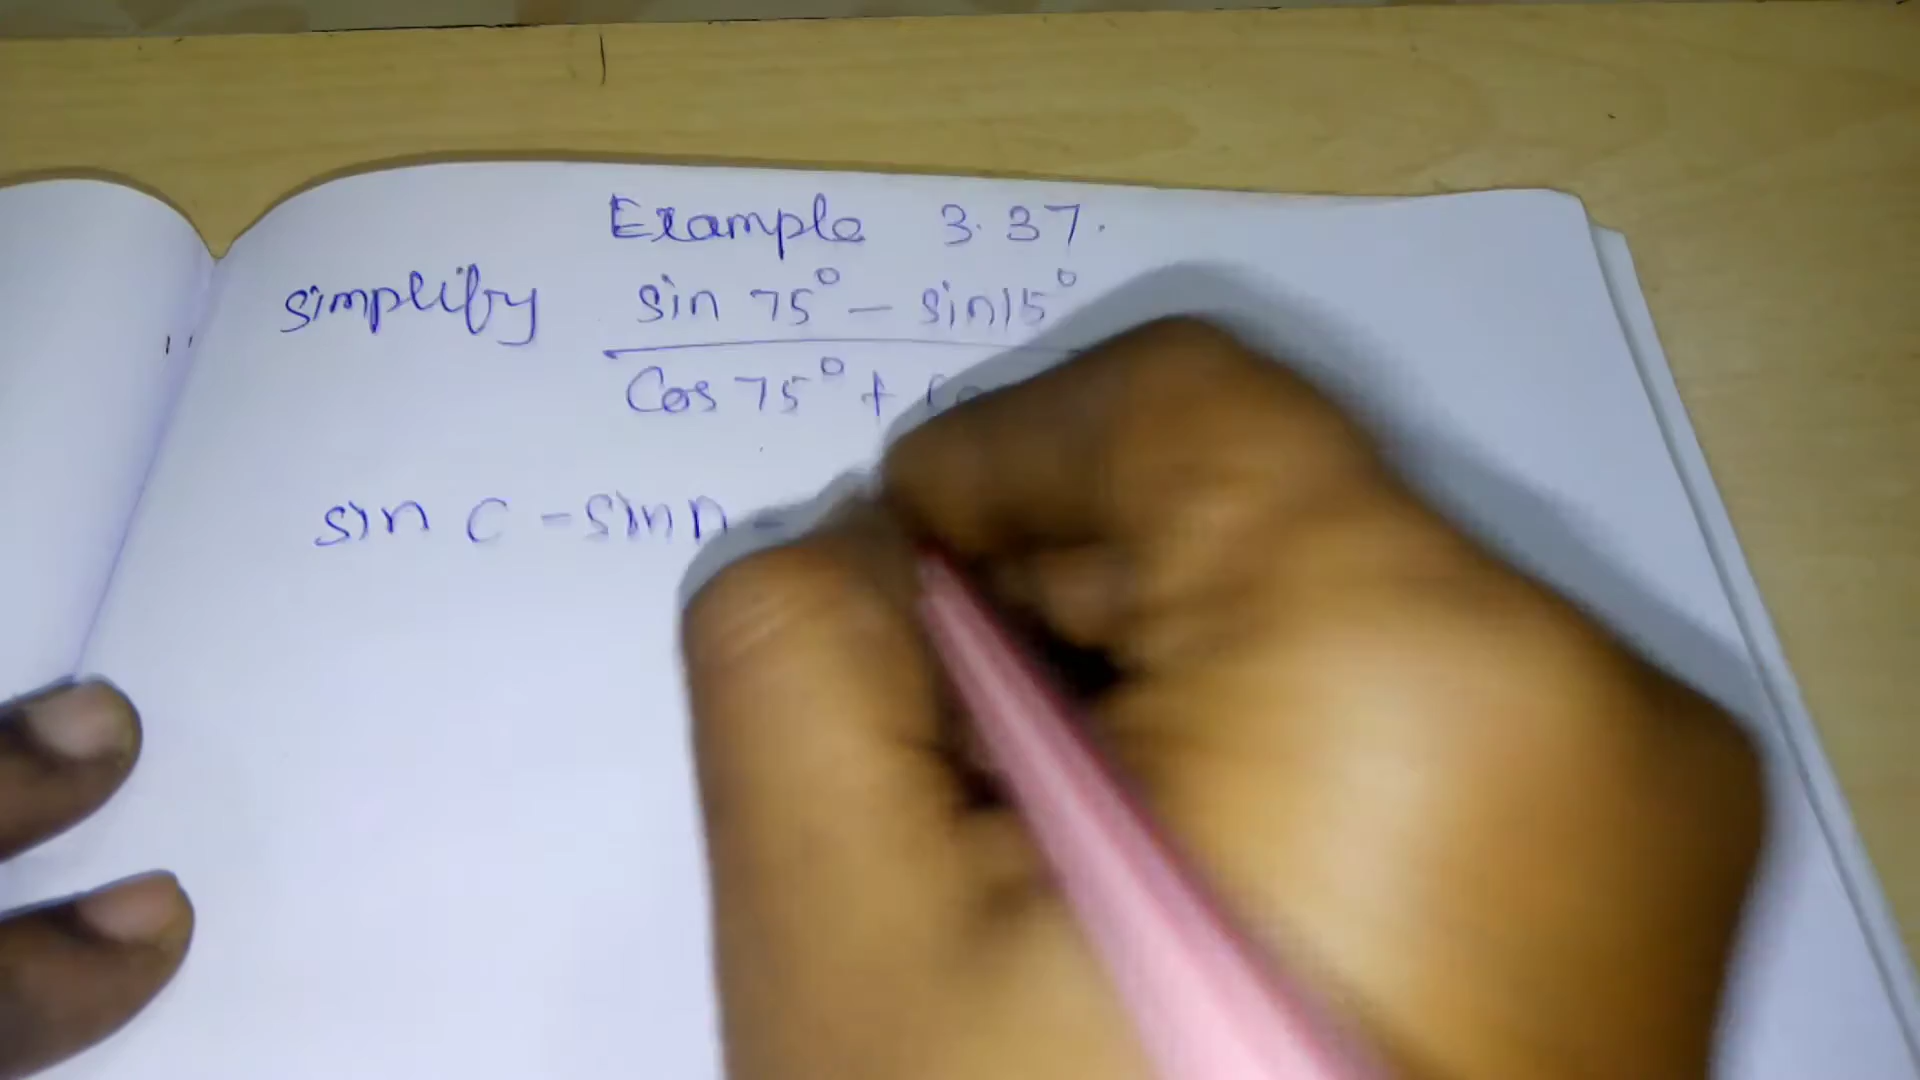 Example 3.37.
simplify sin 75° - sin15°
Cos 75° +
sin C - sin D